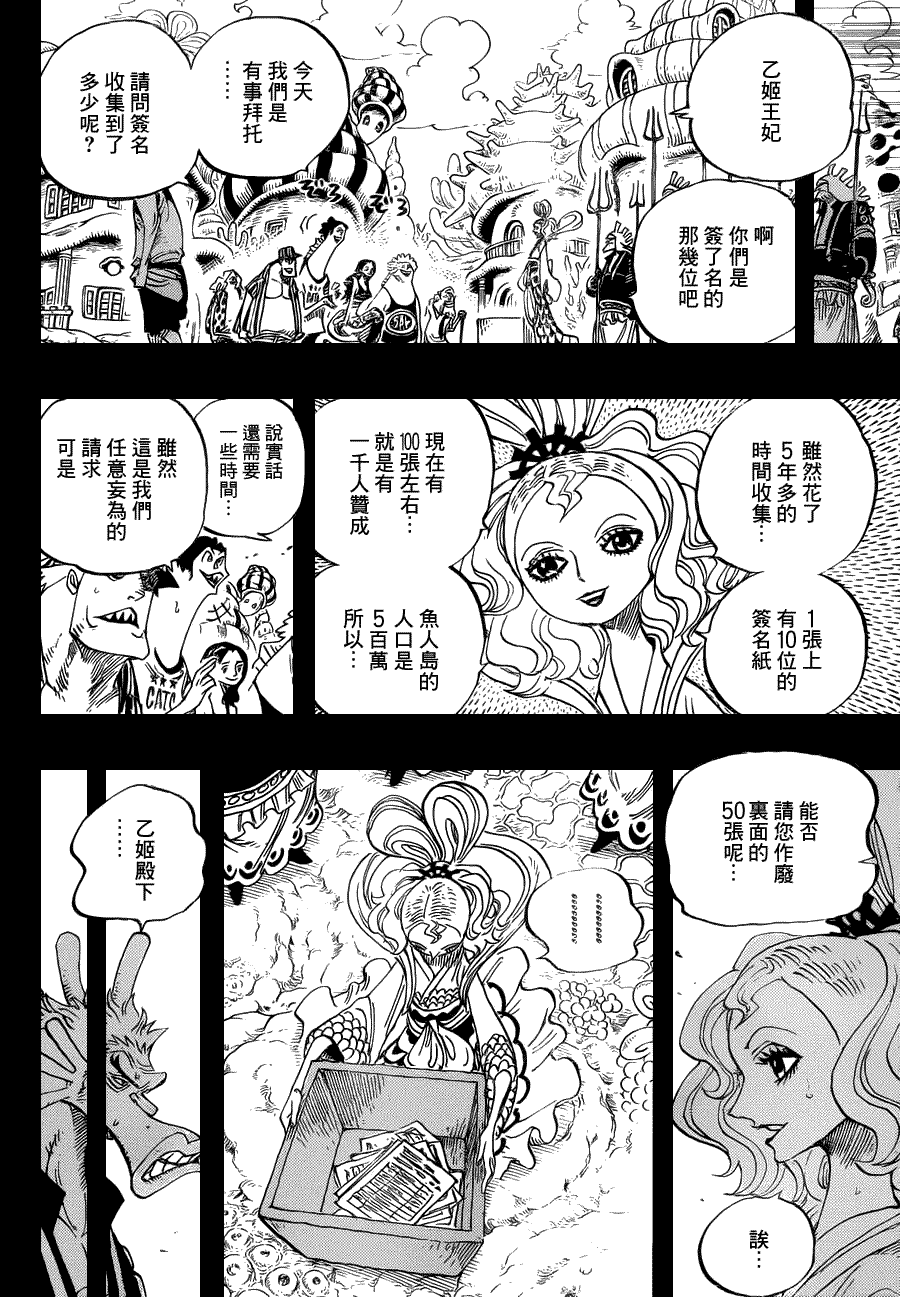 乙姬王妃
啊
你們是
簽了名的
那幾位吧
今天
我們是
有事拜托
……
請問簽名
收集到了
多少呢?
ぞろ
ぞろ
雖然花了
5年多的
時間收集…
1張上
有10位的
簽名紙
現在有
100張左右…
就是有
一千人贊成
魚人島的
人口是
5百萬
所以…
說實話
還需要
一些時間…
雖然
這是我們
任意妄為的
請求
可是
CATC
能否
請您作廢
裏面的
50張呢…
誒…
…………
乙姬殿下
……